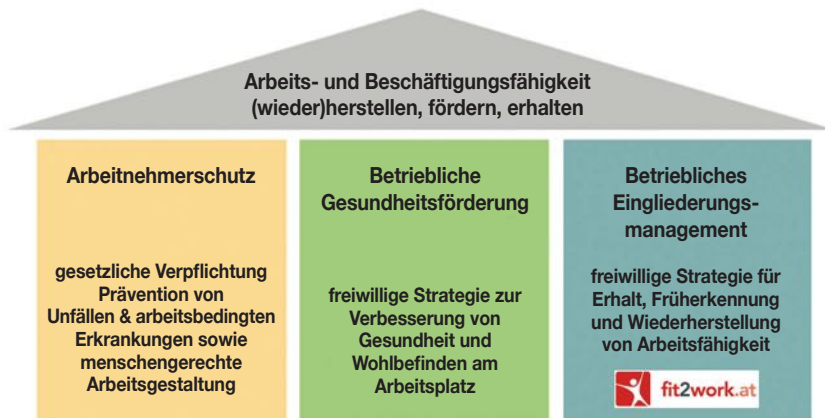 Arbeits- und Beschäftigungsfähigkeit
(wieder)herstellen, fördern, erhalten
Arbeitnehmerschutz
gesetzliche Verpflichtung
Prävention von
Unfällen & arbeitsbedingten
Erkrankungen sowie
menschengerechte
Arbeitsgestaltung
Betriebliche
Gesundheitsförderung
freiwillige Strategie zur
Verbesserung von
Gesundheit und
Wohlbefinden am
Arbeitsplatz
Betriebliches
Eingliederungs-
management
freiwillige Strategie für
Erhalt, Früherkennung
und Wiederherstellung
von Arbeitsfähigkeit
fit2work.at